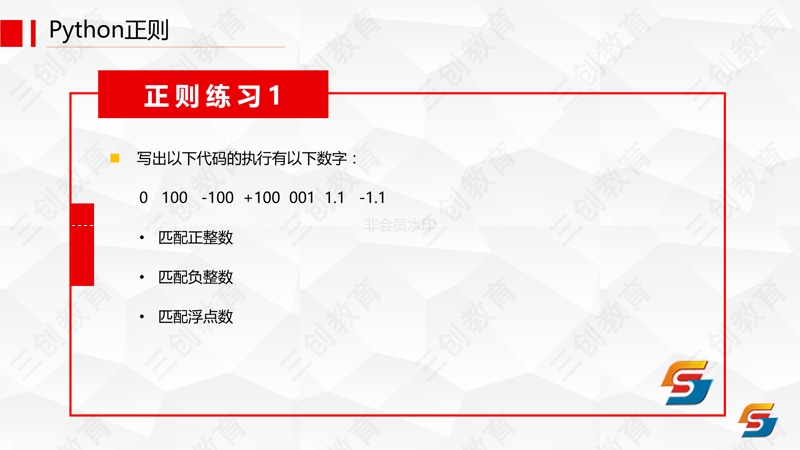 Python正则
正则练习1
写出以下代码的执行有以下数字：
0 100 -100 +100 001 1.1 -1.1
非会员水印
• 匹配正整数
• 匹配负整数
• 匹配浮点数
三创教育